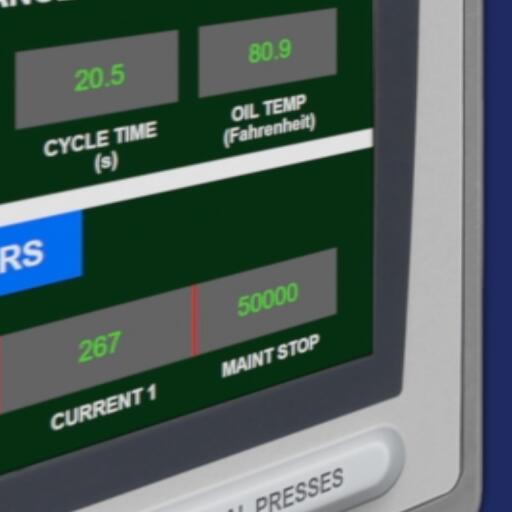 20.5
80.9
CYCLE TIME
(s)
OIL TEMP
(Fahrenheit)
RS
267
50000
CURRENT 1
MAINT STOP
PRESSES